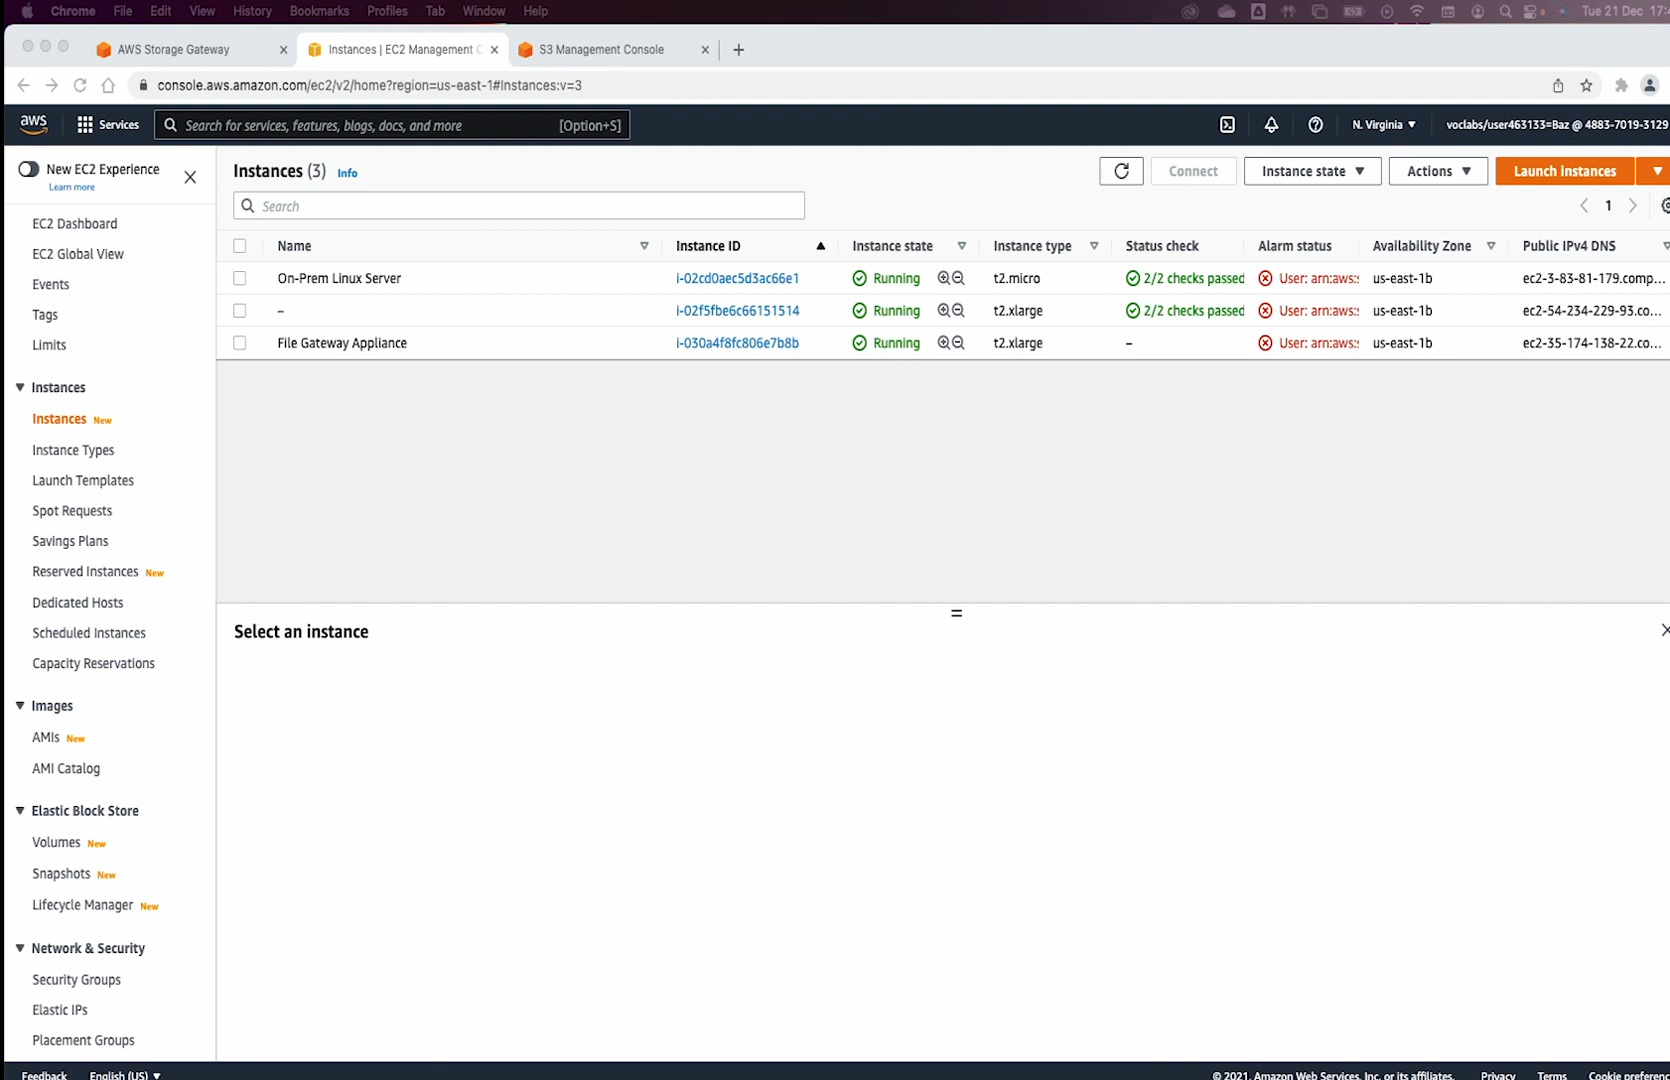 Chrome File Edit View History Bookmarks Profiles Tab Window Help Tue 21 Dec
AWS Storage Gateway Instances | EC2 Management S3 Management Console
console.aws.amazon.com/ec2/v2/home?region=us-east-1#Instances:v=3
aws Services Search for services, features, blogs, docs, and more [Option+S] N. Virginia voclabs/user463133=Baz @ 4883-7019-3129
New EC2 Experience
Learn more
EC2 Dashboard
EC2 Global View
Events
Tags
Limits
Instances
Instances New
Instance Types
Launch Templates
Spot Requests
Savings Plans
Reserved Instances New
Dedicated Hosts
Scheduled Instances
Capacity Reservations
Images
AMIs New
AMI Catalog
Elastic Block Store
Volumes New
Snapshots New
Lifecycle Manager New
Network & Security
Security Groups
Elastic IPs
Placement Groups
Instances (3) Info
Connect Instance state Actions Launch instances
Search
1
Name Instance ID Instance state Instance type Status check Alarm status Availability Zone Public IPv4 DNS
On-Prem Linux Server i-02cd0aec5d3ac66e1 Running t2.micro 2/2 checks passed User: arn:aws:s us-east-1b ec2-3-83-81-179.comp...
– i-02f5fbe6c66151514 Running t2.xlarge 2/2 checks passed User: arn:aws:s us-east-1b ec2-54-234-229-93.co...
File Gateway Appliance i-030a4f8fc806e7b8b Running t2.xlarge – User: arn:aws:s us-east-1b ec2-35-174-138-22.co...
Select an instance
Feedback English (US) © 2021, Amazon Web Services, Inc. or its affiliates. Privacy Terms Cookie preferenc